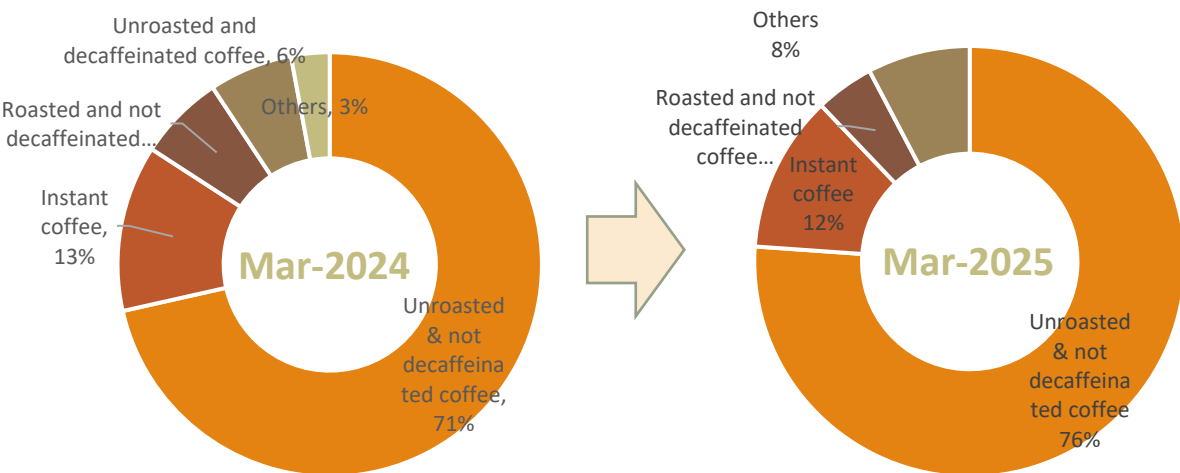 Unroasted and
decaffeinated coffee, 6%
Others, 3%
Roasted and not
decaffeinated...
Instant
coffee,
13%
Mar-2024
Unroasted
& not
decaffeina
ted coffee,
71%
Others
8%
Roasted and not
decaffeinated
coffee...
Instant
coffee
12%
Mar-2025
Unroasted
& not
decaffeina
ted coffee
76%